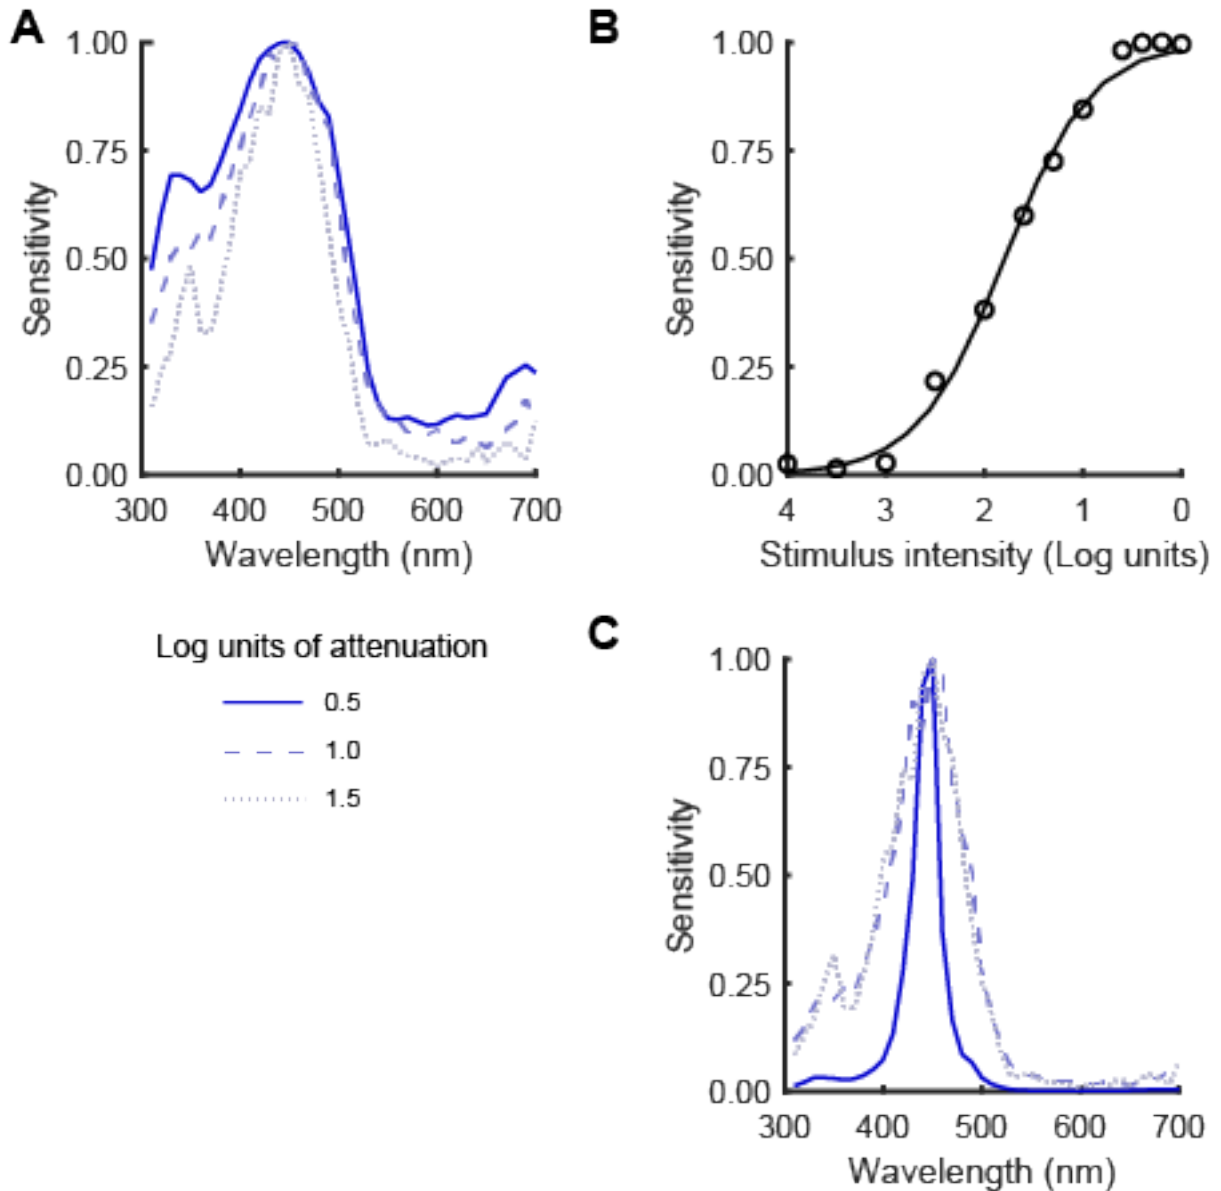 A
1.00
0.75
0.50
0.25
0.00
Sensitivity
300 400 500 600 700
Wavelength (nm)
B
1.00
0.75
0.50
0.25
0.00
Sensitivity
4 3 2 1 0
Stimulus intensity (Log units)
Log units of attenuation
0.5
1.0
1.5
C
1.00
0.75
0.50
0.25
0.00
Sensitivity
300 400 500 600 700
Wavelength (nm)